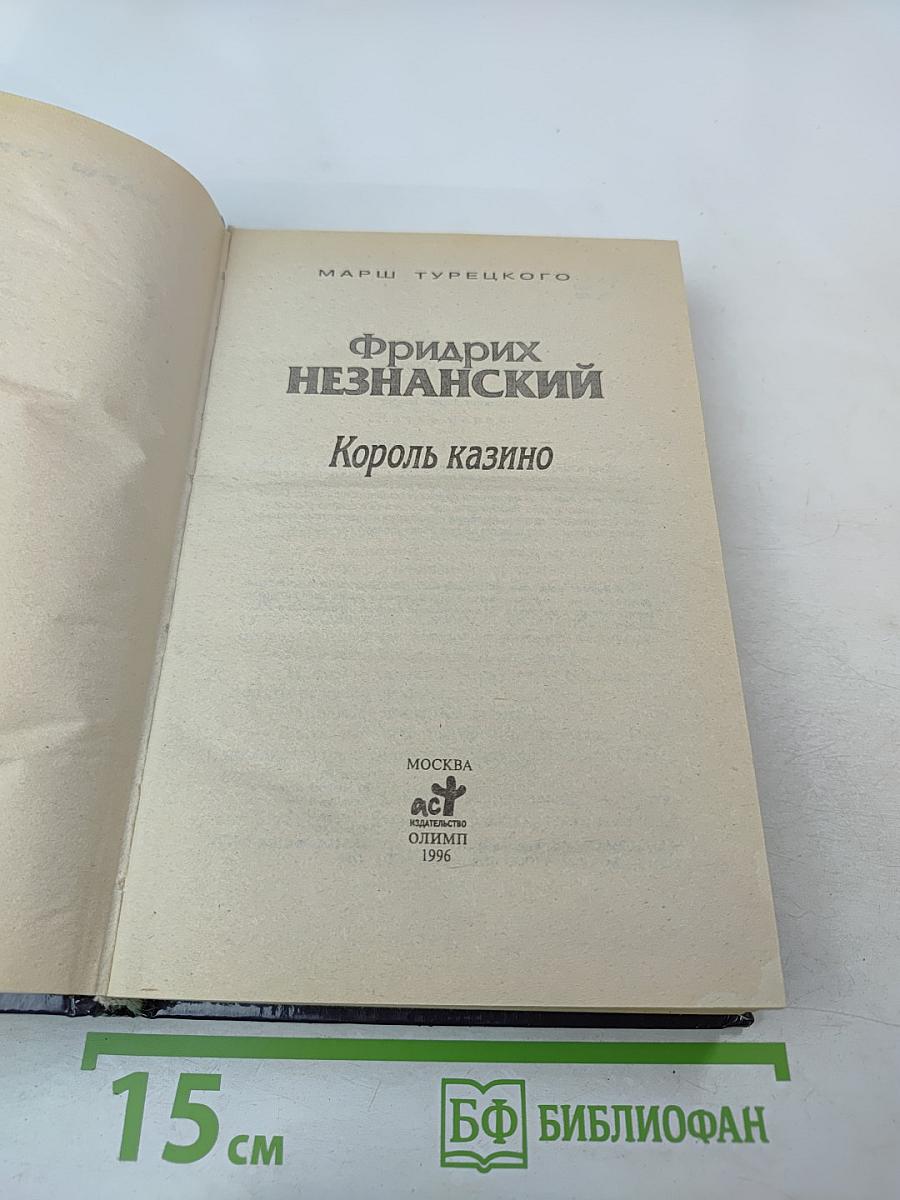 МАРШ ТУРЕЦКОГО
Фридрих
НЕЗНАНСКИЙ
Король казино
МОСКВА
аст
ИЗДАТЕЛЬСТВО
ОЛИМП
1996
15 см
БФ БИБЛИОФАН